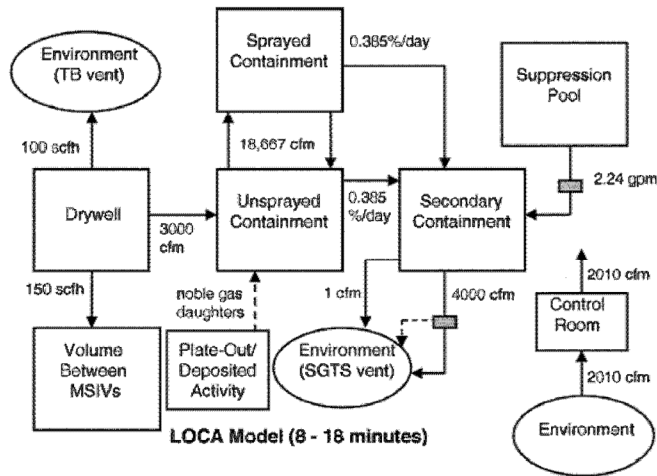 Environment
(TB vent)
100 scfh
Sprayed
Containment
0.385%/day
Suppression
Pool
18,667 cfm
2.24 gpm
Drywell
3000
cfm
Unsprayed
Containment
0.385
%/day
Secondary
Containment
150 scfh
noble gas
daughters
1 cfm
4000 cfm
2010 cfm
Control
Room
Volume
Between
MSIVs
Plate-Out/
Deposited
Activity
Environment
(SGTS vent)
2010 cfm
LOCA Model (8 - 18 minutes)
Environment